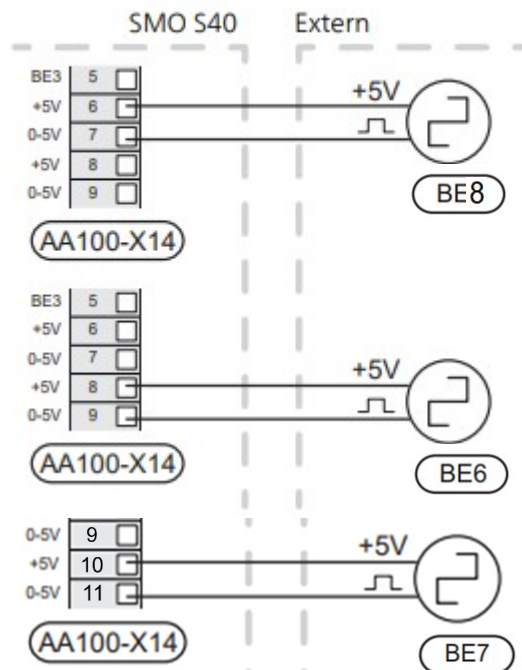 SMO S40 Extern
BE3 5
+5V 6 +5V
0-5V 7
+5V 8
0-5V 9 BE8
AA100-X14
BE3 5
+5V 6
0-5V 7
+5V 8 +5V
0-5V 9
AA100-X14 BE6
0-5V 9
+5V 10 +5V
0-5V 11
AA100-X14 BE7